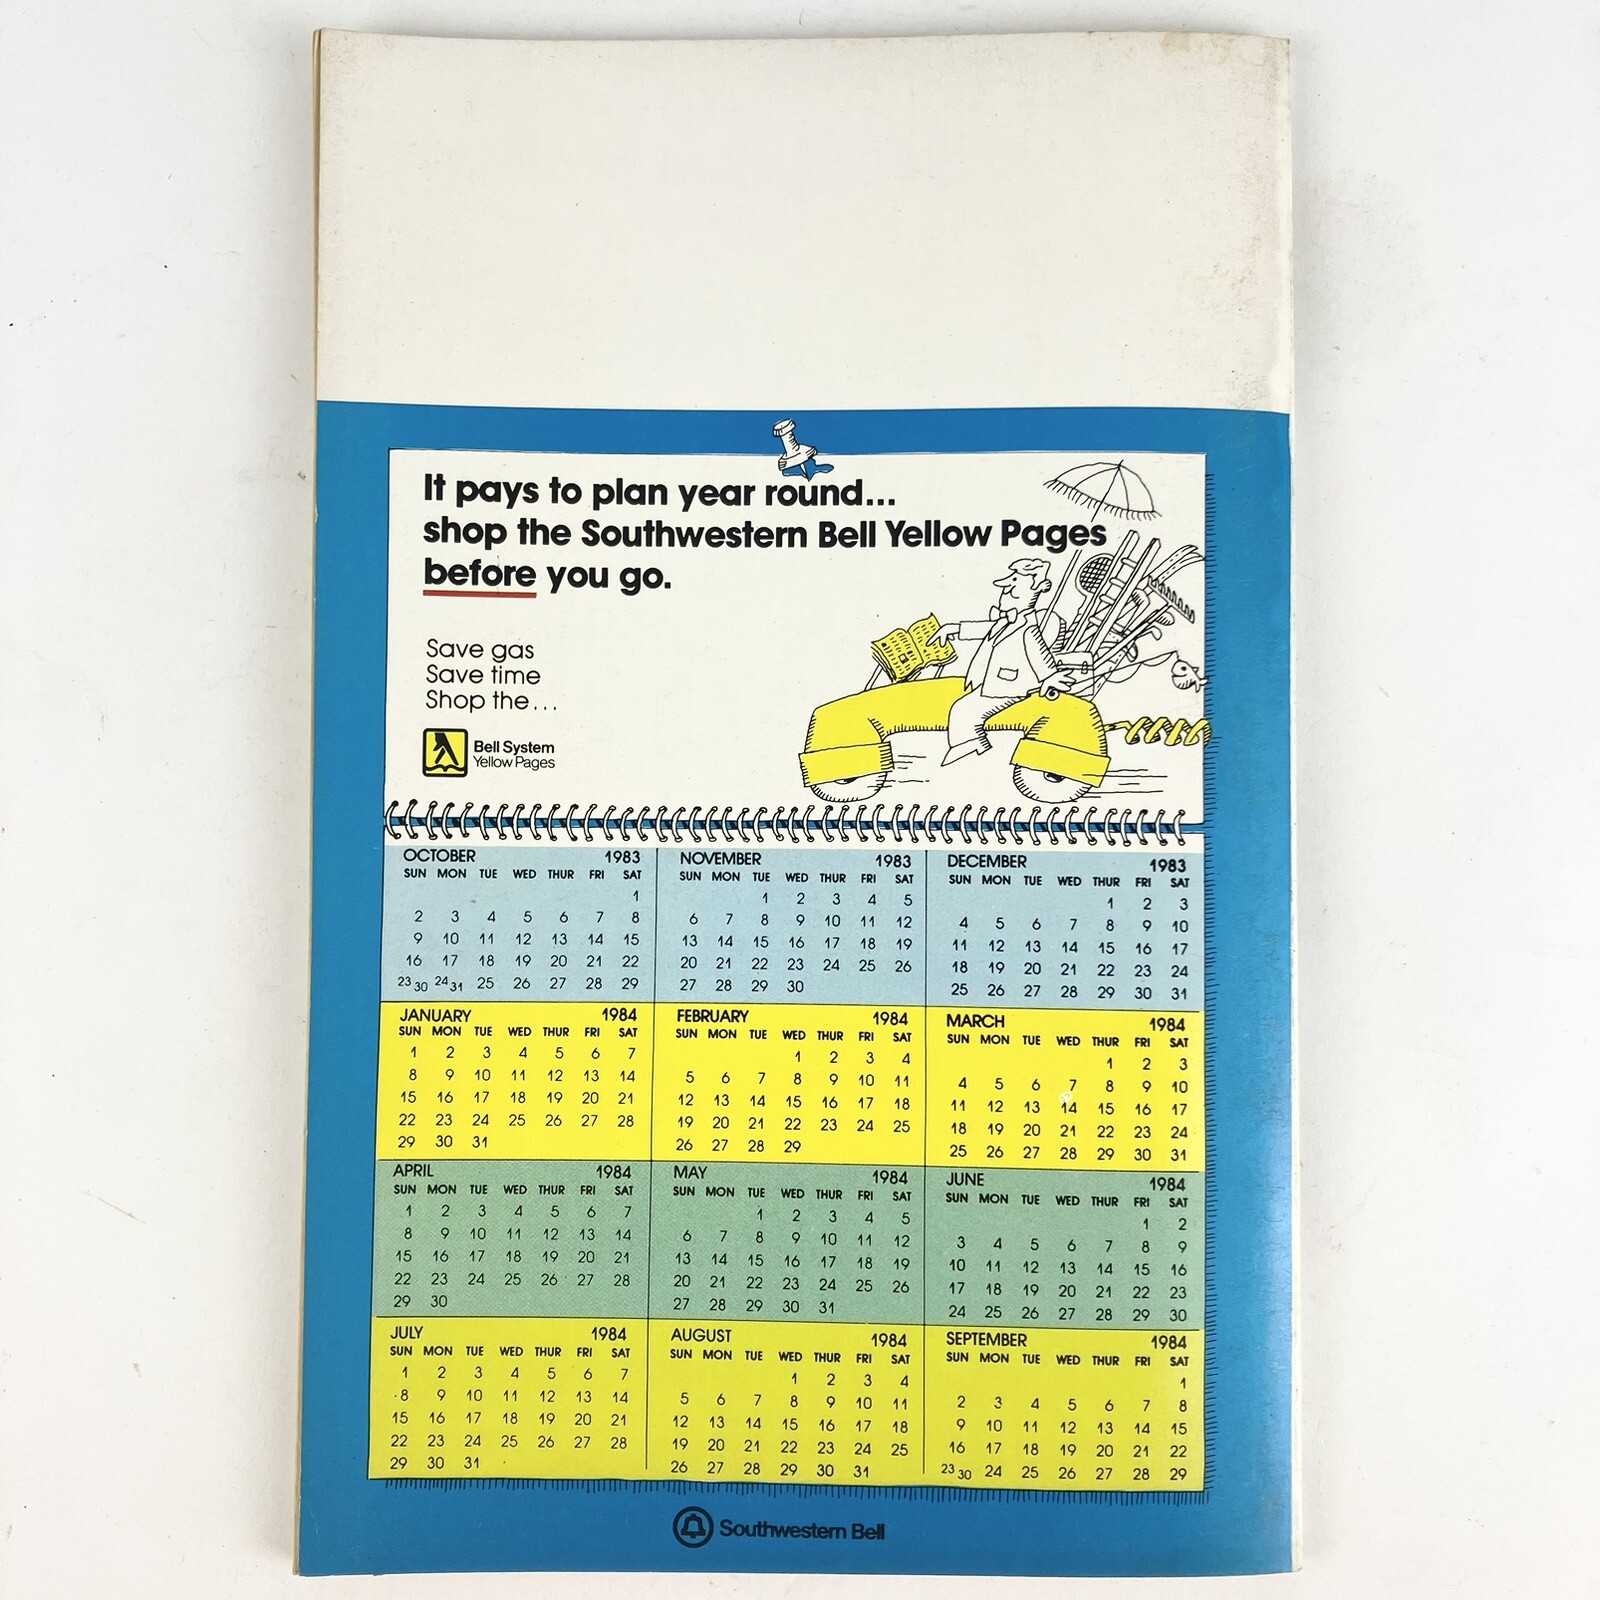 It pays to plan year round...
shop the Southwestern Bell Yellow Pages
before you go.
Save gas
Save time
Shop the...
Bell System
Yellow Pages
OCTOBER 1983
SUN MON TUE WED THUR FRI SAT
1
2 3 4 5 6 7 8
9 10 11 12 13 14 15
16 17 18 19 20 21 22
23 30 24 31 25 26 27 28 29
NOVEMBER 1983
SUN MON TUE WED THUR FRI SAT
1 2 3 4 5
6 7 8 9 10 11 12
13 14 15 16 17 18 19
20 21 22 23 24 25 26
27 28 29 30
DECEMBER 1983
SUN MON TUE WED THUR FRI SAT
1 2 3
4 5 6 7 8 9 10
11 12 13 14 15 16 17
18 19 20 21 22 23 24
25 26 27 28 29 30 31
JANUARY 1984
SUN MON TUE WED THUR FRI SAT
1 2 3 4 5 6 7
8 9 10 11 12 13 14
15 16 17 18 19 20 21
22 23 24 25 26 27 28
29 30 31
FEBRUARY 1984
SUN MON TUE WED THUR FRI SAT
1 2 3 4
5 6 7 8 9 10 11
12 13 14 15 16 17 18
19 20 21 22 23 24 25
26 27 28 29
MARCH 1984
SUN MON TUE WED THUR FRI SAT
1 2 3
4 5 6 7 8 9 10
11 12 13 14 15 16 17
18 19 20 21 22 23 24
25 26 27 28 29 30 31
APRIL 1984
SUN MON TUE WED THUR FRI SAT
1 2 3 4 5 6 7
8 9 10 11 12 13 14
15 16 17 18 19 20 21
22 23 24 25 26 27 28
29 30
MAY 1984
SUN MON TUE WED THUR FRI SAT
1 2 3 4 5
6 7 8 9 10 11 12
13 14 15 16 17 18 19
20 21 22 23 24 25 26
27 28 29 30 31
JUNE 1984
SUN MON TUE WED THUR FRI SAT
1 2
3 4 5 6 7 8 9
10 11 12 13 14 15 16
17 18 19 20 21 22 23
24 25 26 27 28 29 30
JULY 1984
SUN MON TUE WED THUR FRI SAT
1 2 3 4 5 6 7
8 9 10 11 12 13 14
15 16 17 18 19 20 21
22 23 24 25 26 27 28
29 30 31
AUGUST 1984
SUN MON TUE WED THUR FRI SAT
1 2 3 4
5 6 7 8 9 10 11
12 13 14 15 16 17 18
19 20 21 22 23 24 25
26 27 28 29 30 31
SEPTEMBER 1984
SUN MON TUE WED THUR FRI SAT
1
2 3 4 5 6 7 8
9 10 11 12 13 14 15
16 17 18 19 20 21 22
23 30 24 25 26 27 28 29
Southwestern Bell